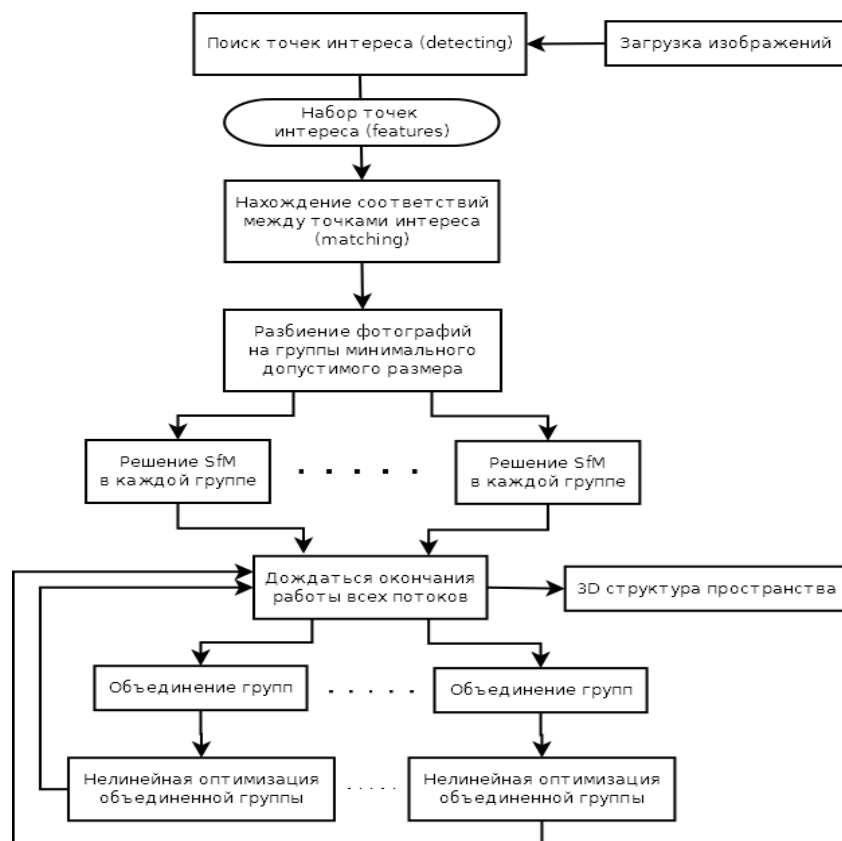 Поиск точек интереса (detecting)
Загрузка изображений
Набор точек
интереса (features)
Нахождение соответствий
между точками интереса
(matching)
Разбиение фотографий
на группы минимального
допустимого размера
Решение SfM
в каждой группе
Решение SfM
в каждой группе
Дождаться окончания
работы всех потоков
3D структура пространства
Объединение групп
Объединение групп
Нелинейная оптимизация
объединенной группы
Нелинейная оптимизация
объединенной группы